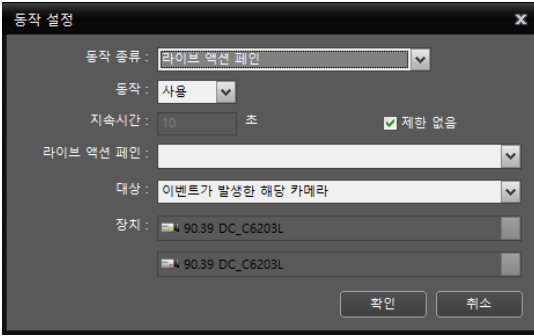 동작 설정 x
동작 종류 : 라이브 액션 페인
동작 : 사용
지속시간 : 10 초 제한 없음
라이브 액션 페인 :
대상 : 이벤트가 발생한 해당 카메라
장치 : 90.39 DC_C6203L
90.39 DC_C6203L
확인 취소